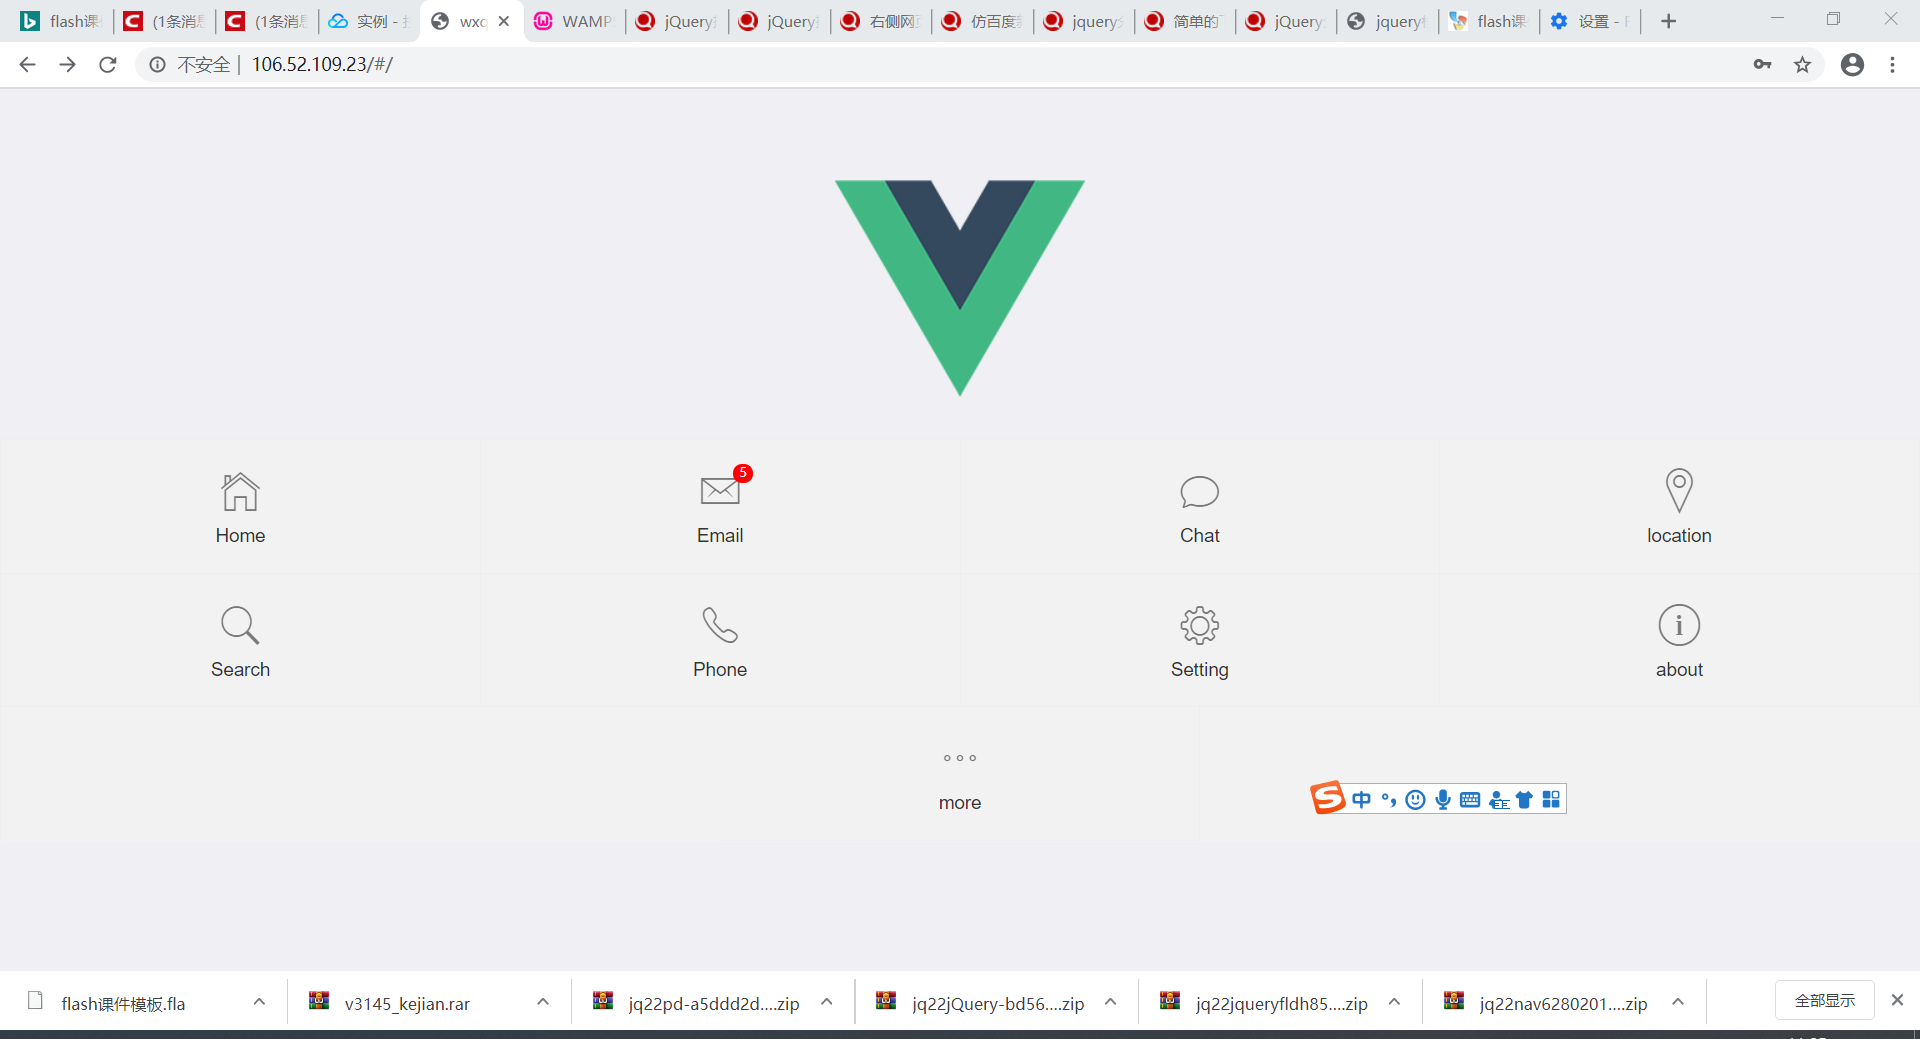 flash课
(1条消息
(1条消息
实例 -
wxq
WAMP
jQuery
jQuery
右侧网页
仿百度
jquery
简单的
jQuery
jquery
flash课
设置 -
不安全 | 106.52.109.23/#/
5
Home
Email
Chat
location
i
Search
Phone
Setting
about
more
中
flash课件模板.fla
v3145_kejian.rar
jq22pd-a5ddd2d....zip
jq22jQuery-bd56....zip
jq22jqueryfldh85....zip
jq22nav6280201....zip
全部显示